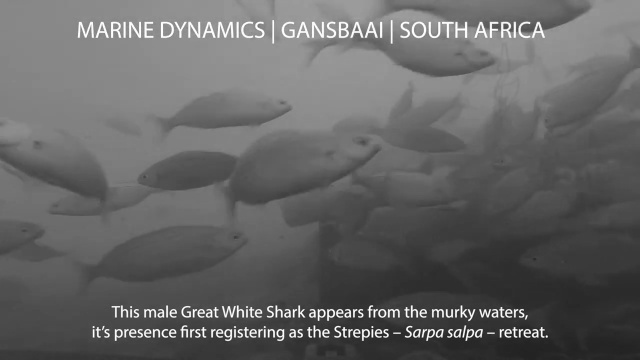 MARINE DYNAMICS | GANSBAAI | SOUTH AFRICA
This male Great White Shark appears from the murky waters,
it's presence first registering as the Strepies – Sarpa salpa – retreat.